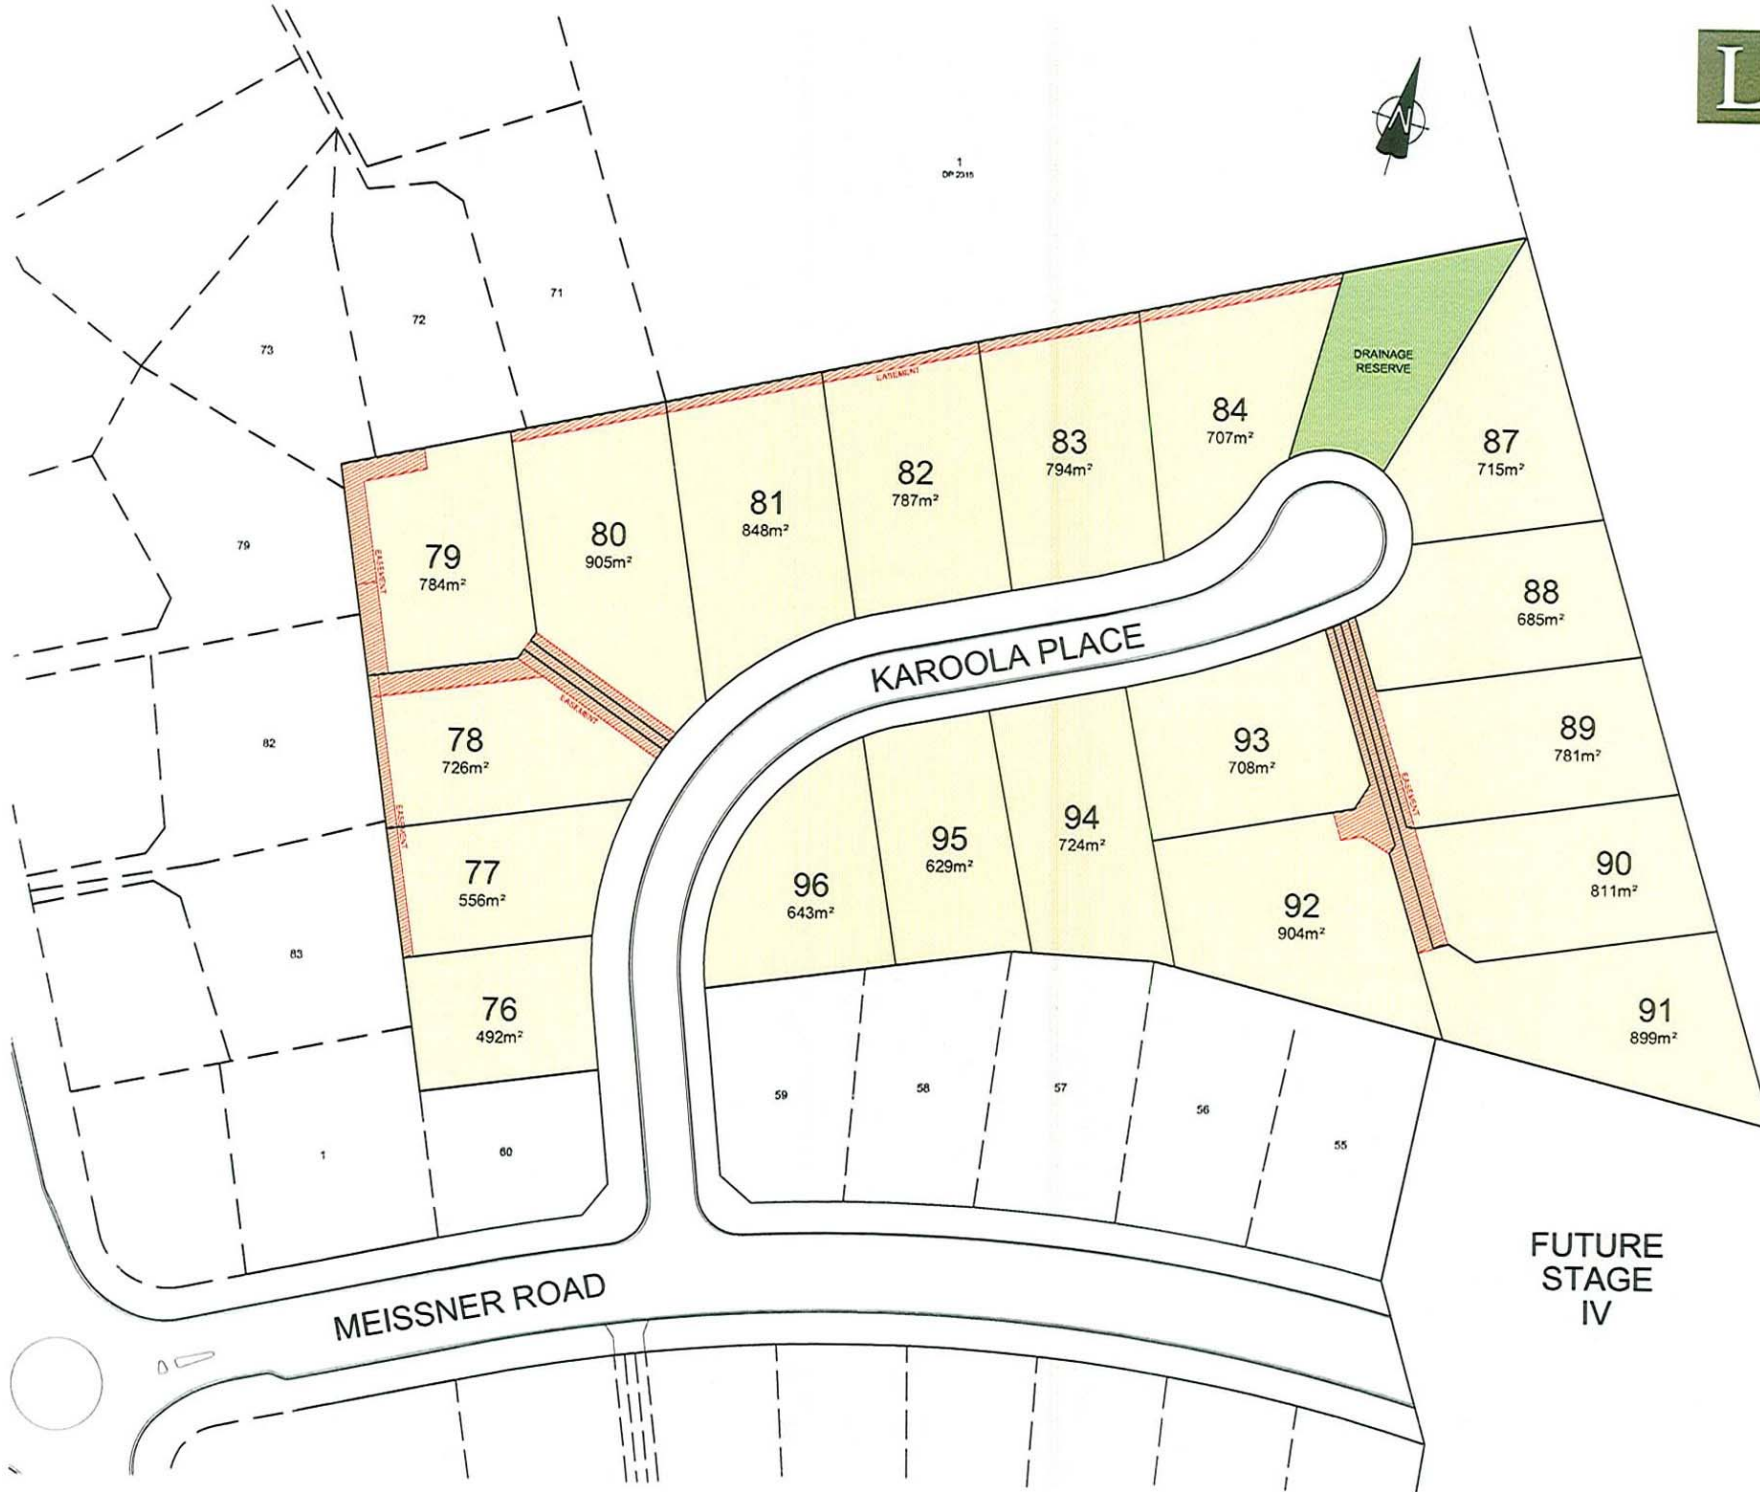 L
N
1
DP 2315
71
72
73
DRAINAGE
RESERVE
EASEMENT
84
707m²
83
794m²
87
715m²
82
787m²
81
848m²
80
905m²
79
784m²
79
EASEMENT
88
685m²
KAROOLA PLACE
EASEMENT
78
726m²
82
93
708m²
89
781m²
EASEMENT
EASEMENT
94
724m²
95
629m²
77
556m²
96
643m²
90
811m²
92
904m²
83
76
492m²
91
899m²
59
58
57
56
55
1
60
FUTURE
STAGE
IV
MEISSNER ROAD